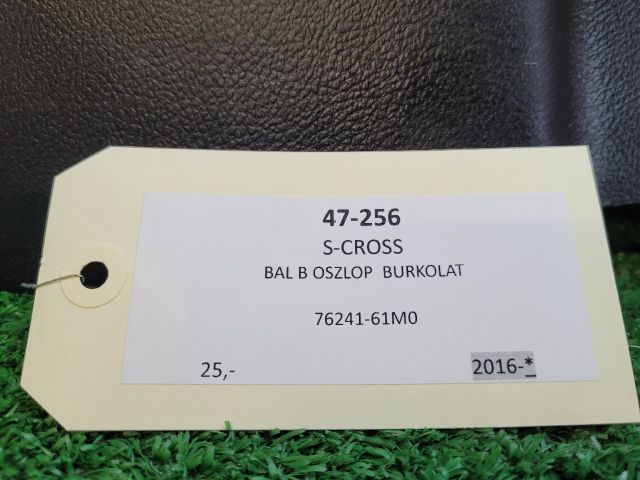 47-256
S-CROSS
BAL B OSZLOP BURKOLAT
76241-61M0
25,- 2016-*